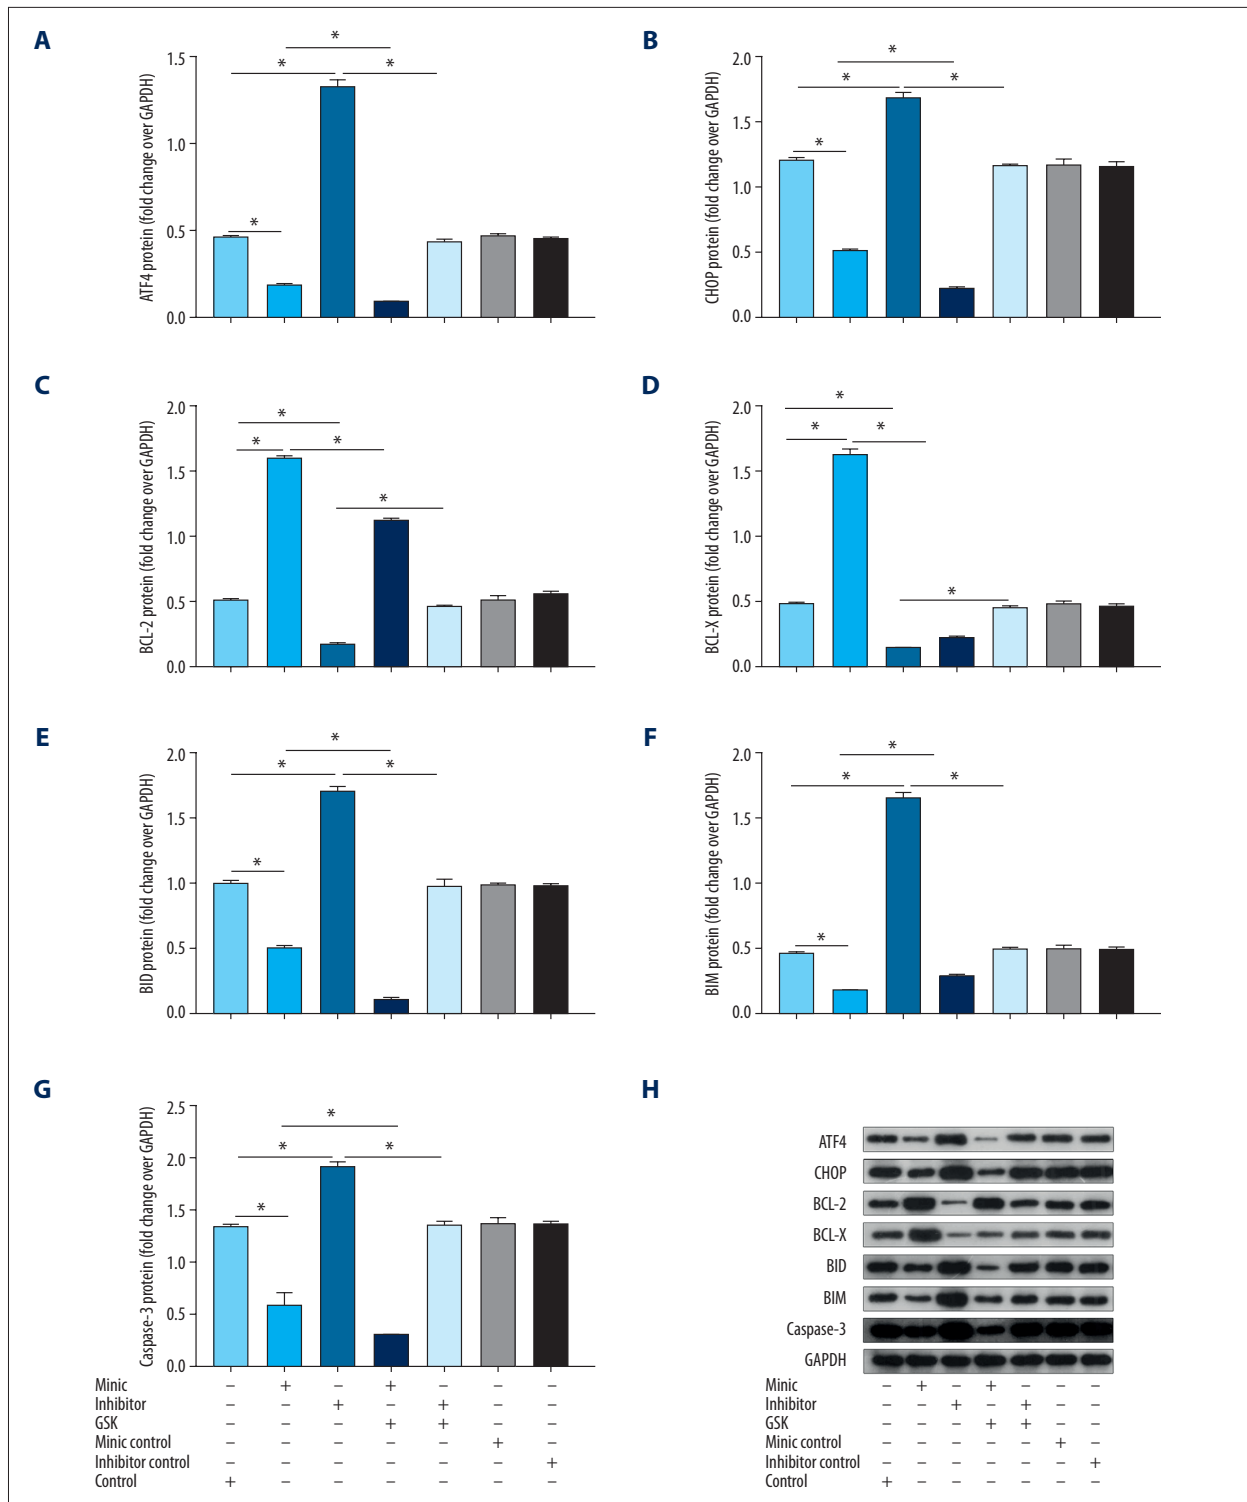 A
B
ATF4 protein (fold change over GAPDH)
1.5
1.0
0.5
0.0
* * * *
CHOP protein (fold change over GAPDH)
2.0
1.5
1.0
0.5
0.0
* * * *
C
D
BCL-2 protein (fold change over GAPDH)
2.0
1.5
1.0
0.5
0.0
* * * *
BCL-X protein (fold change over GAPDH)
2.0
1.5
1.0
0.5
0.0
* * * *
E
F
BID protein (fold change over GAPDH)
2.0
1.5
1.0
0.5
0.0
* * * *
BIM protein (fold change over GAPDH)
2.0
1.5
1.0
0.5
0.0
* * * *
G
H
Caspase-3 protein (fold change over GAPDH)
2.5
2.0
1.5
1.0
0.5
0.0
* * * *
Minic – + – + – – –
Inhibitor – – + – + – –
GSK – – – + + – –
Minic control – – – – – + –
Inhibitor control – – – – – – +
Control + – – – – – –
ATF4
CHOP
BCL-2
BCL-X
BID
BIM
Caspase-3
GAPDH
Minic – + – + – – –
Inhibitor – – + – + – –
GSK – – – + + – –
Minic control – – – – – + –
Inhibitor control – – – – – – +
Control + – – – – – –